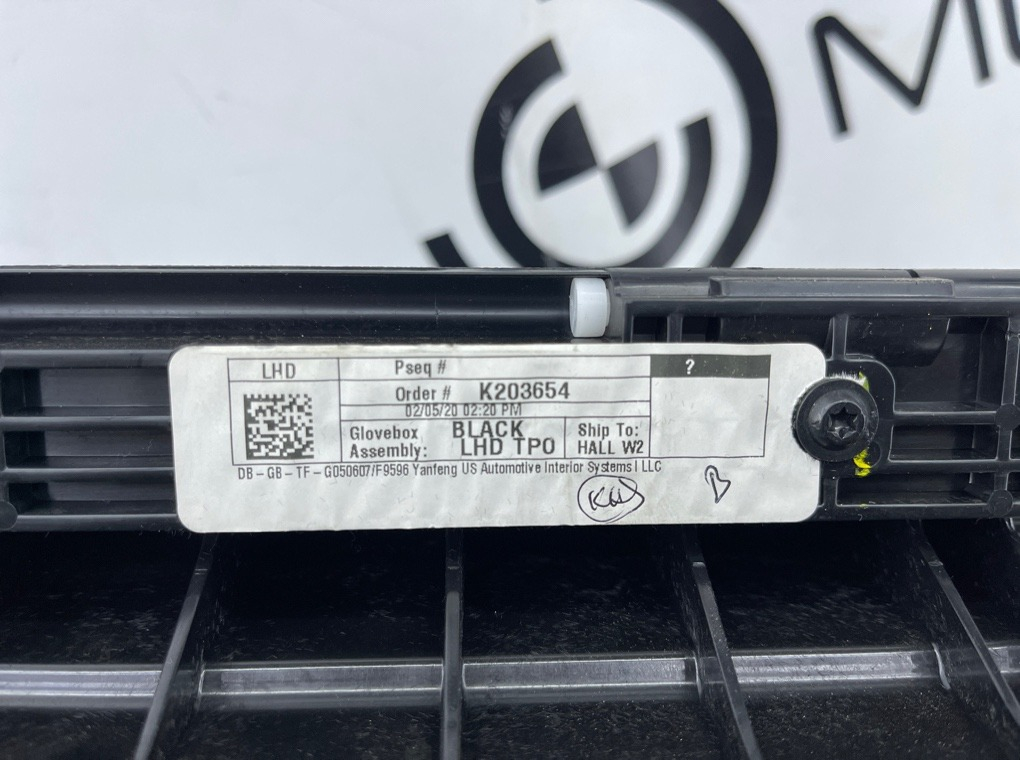 LHD
Pseq #
?
Order # K203654
02/05/20 02:20 PM
Glovebox BLACK
Assembly: LHD TPO
Ship To:
HALL W2
DB-GB-TF-G050607/F9596 Yanfeng US Automotive Interior Systems I LLC
B